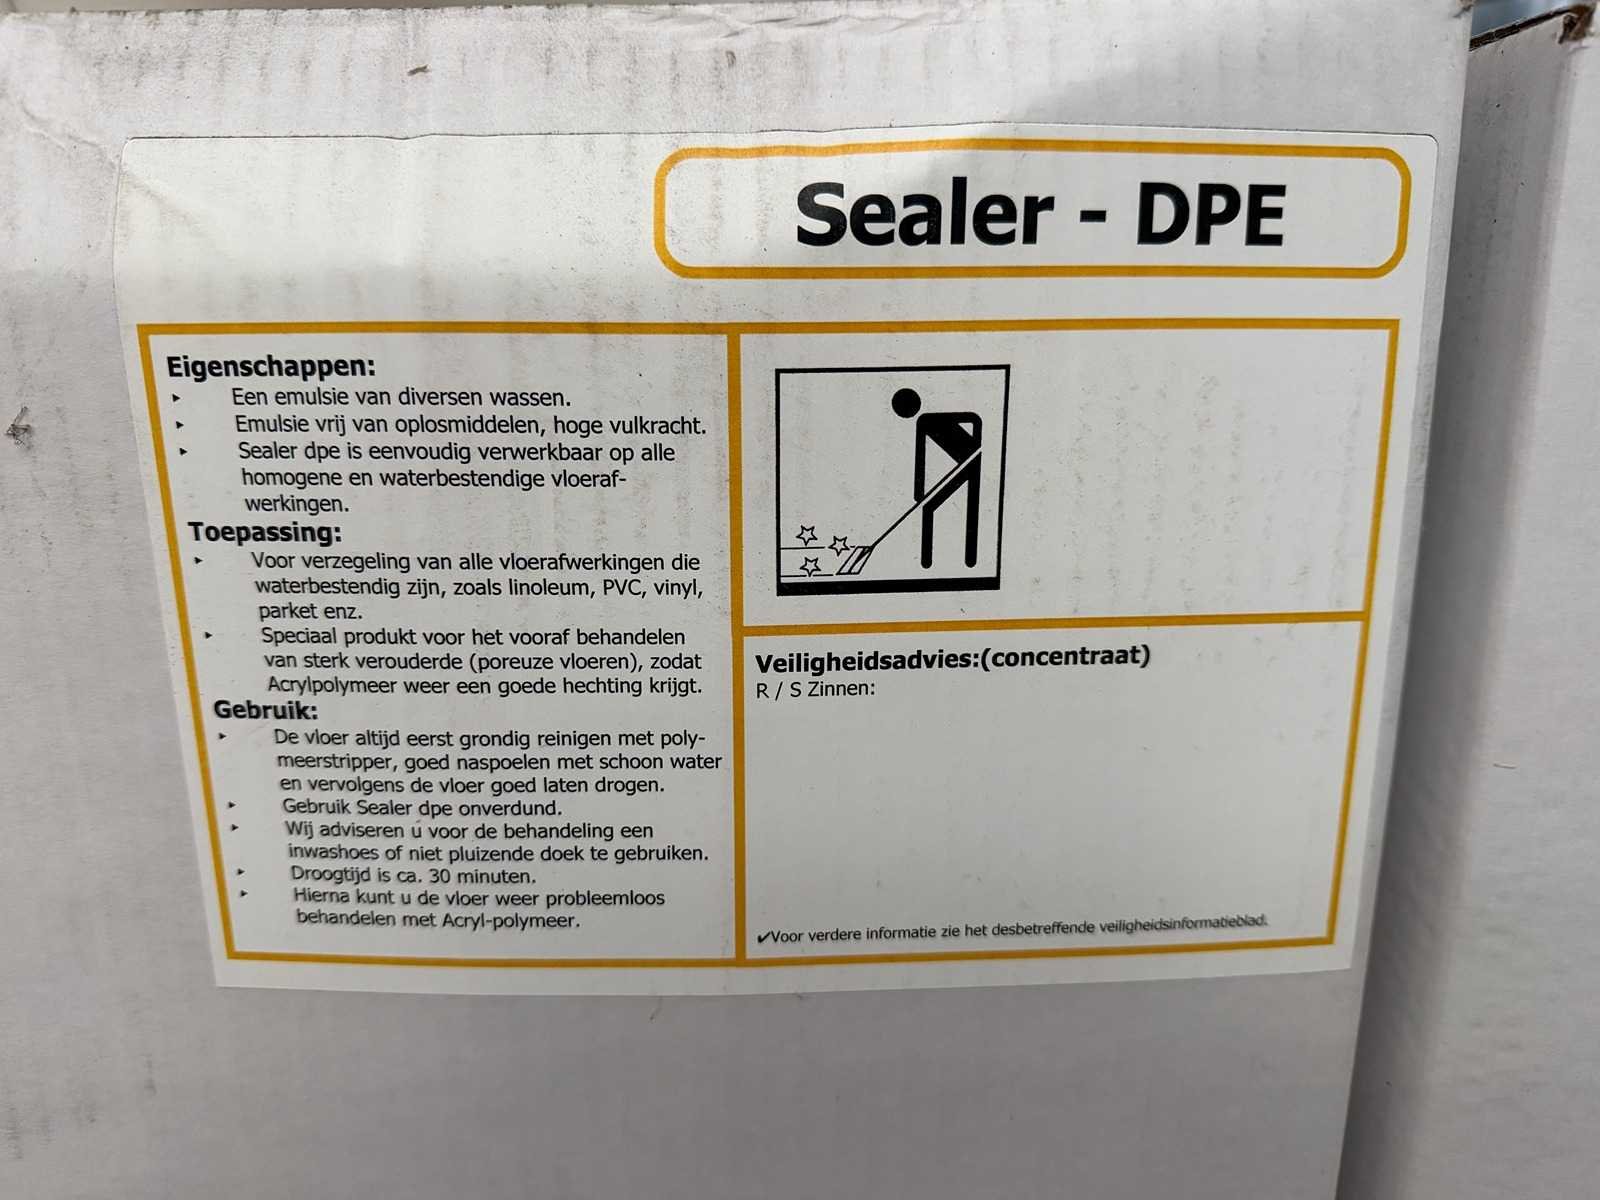 Sealer - DPE
Eigenschappen:
‣ Een emulsie van diversen wassen.
‣ Emulsie vrij van oplosmiddelen, hoge vulkracht.
‣ Sealer dpe is eenvoudig verwerkbaar op alle
homogene en waterbestendige vloeraf-
werkingen.
Toepassing:
‣ Voor verzegeling van alle vloerafwerkingen die
waterbestendig zijn, zoals linoleum, PVC, vinyl,
parket enz.
‣ Speciaal produkt voor het vooraf behandelen
van sterk verouderde (poreuze vloeren), zodat
Acrylpolymeer weer een goede hechting krijgt.
Gebruik:
‣ De vloer altijd eerst grondig reinigen met poly-
meerstripper, goed naspoelen met schoon water
en vervolgens de vloer goed laten drogen.
‣ Gebruik Sealer dpe onverdund.
‣ Wij adviseren u voor de behandeling een
inwashoes of niet pluizende doek te gebruiken.
‣ Droogtijd is ca. 30 minuten.
‣ Hierna kunt u de vloer weer probleemloos
behandelen met Acryl-polymeer.
Veiligheidsadvies:(concentraat)
R / S Zinnen:
✔Voor verdere informatie zie het desbetreffende veiligheidsinformatieblad.